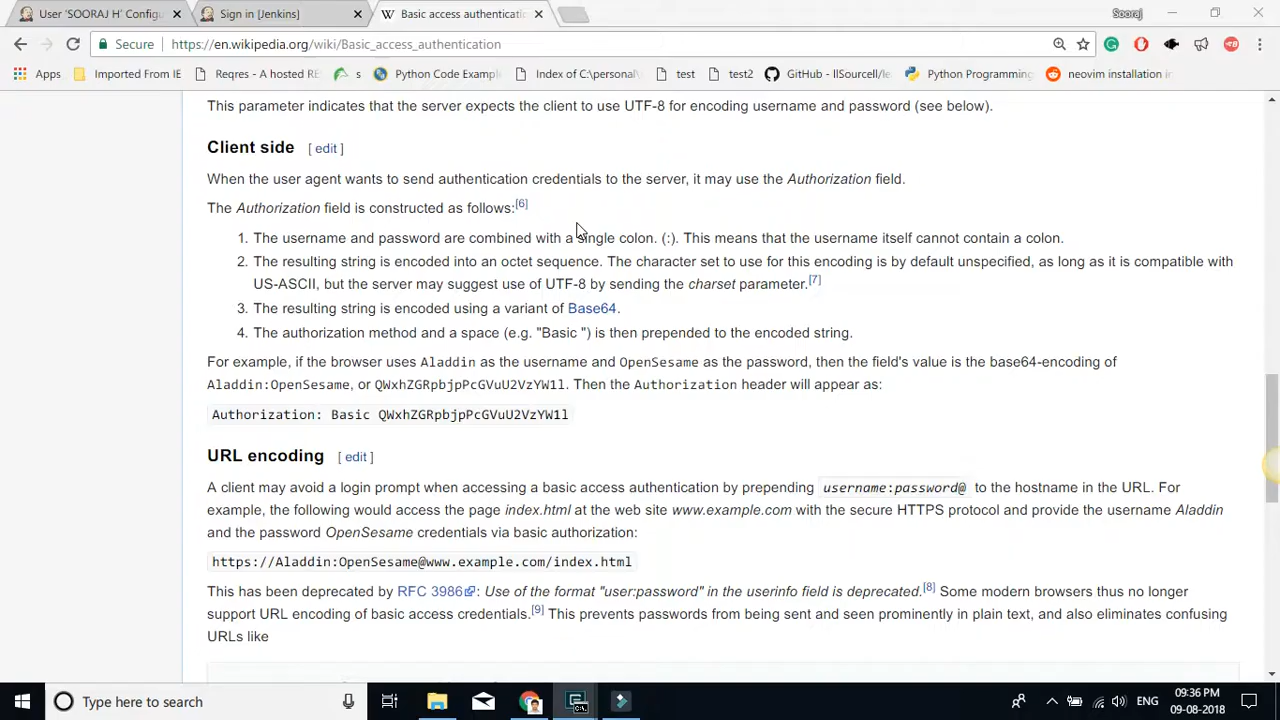 User 'SOORAJ H' Configu
Sign in [Jenkins]
Basic access authenticatio
Sooraj
Secure
https://en.wikipedia.org/wiki/Basic_access_authentication
Apps
Imported From IE
Reqres - A hosted RE
s
Python Code Example
Index of C:\personal\
test
test2
GitHub - llSourcell/le
Python Programming
neovim installation in
This parameter indicates that the server expects the client to use UTF-8 for encoding username and password (see below).
Client side [ edit ]
When the user agent wants to send authentication credentials to the server, it may use the Authorization field.
The Authorization field is constructed as follows:[6]
1. The username and password are combined with a single colon. (:). This means that the username itself cannot contain a colon.
2. The resulting string is encoded into an octet sequence. The character set to use for this encoding is by default unspecified, as long as it is compatible with
US-ASCII, but the server may suggest use of UTF-8 by sending the charset parameter.[7]
3. The resulting string is encoded using a variant of Base64.
4. The authorization method and a space (e.g. "Basic ") is then prepended to the encoded string.
For example, if the browser uses Aladdin as the username and OpenSesame as the password, then the field's value is the base64-encoding of
Aladdin:OpenSesame, or QWxhZGRpbjpPcGVuU2VzYW1l. Then the Authorization header will appear as:
Authorization: Basic QWxhZGRpbjpPcGVuU2VzYW1l
URL encoding [ edit ]
A client may avoid a login prompt when accessing a basic access authentication by prepending username:password@ to the hostname in the URL. For
example, the following would access the page index.html at the web site www.example.com with the secure HTTPS protocol and provide the username Aladdin
and the password OpenSesame credentials via basic authorization:
https://Aladdin:OpenSesame@www.example.com/index.html
This has been deprecated by RFC 3986: Use of the format "user:password" in the userinfo field is deprecated.[8] Some modern browsers thus no longer
support URL encoding of basic access credentials.[9] This prevents passwords from being sent and seen prominently in plain text, and also eliminates confusing
URLs like
Type here to search
ENG
09:36 PM
09-08-2018